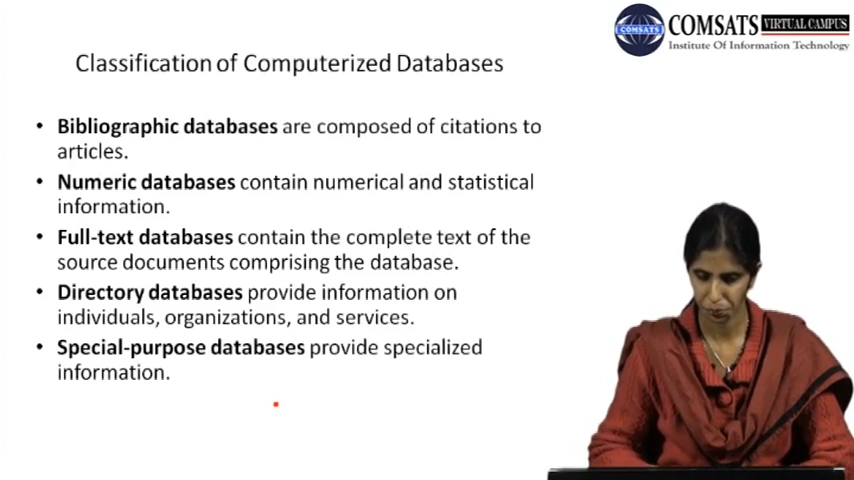 COMSATS VIRTUAL CAMPUS
Institute Of Information Technology
Classification of Computerized Databases
• Bibliographic databases are composed of citations to
articles.
• Numeric databases contain numerical and statistical
information.
• Full-text databases contain the complete text of the
source documents comprising the database.
• Directory databases provide information on
individuals, organizations, and services.
• Special-purpose databases provide specialized
information.